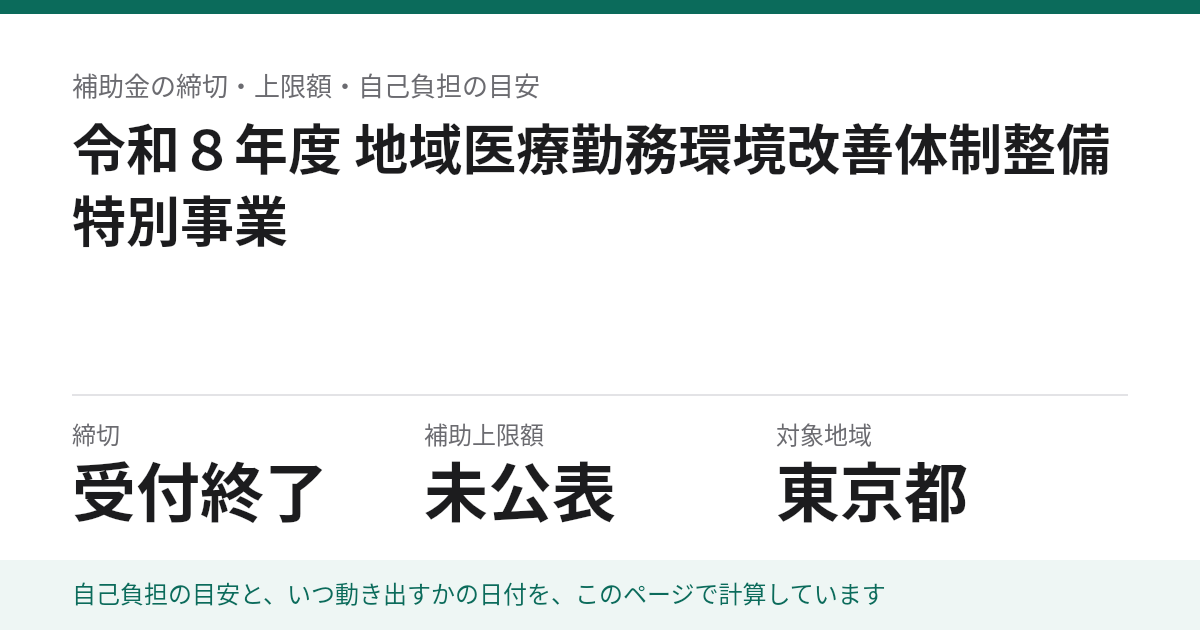 補助金の締切・上限額・自己負担の目安
令和８年度 地域医療勤務環境改善体制整備
特別事業
締切
補助上限額
対象地域
受付終了
未公表
東京都
自己負担の目安と、いつ動き出すかの日付を、このページで計算しています